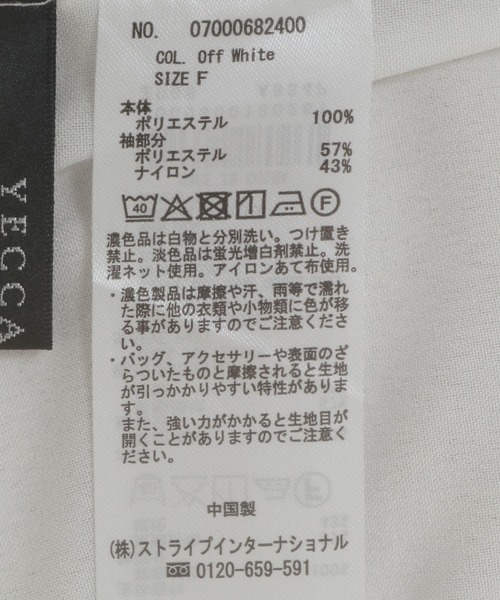 YECCA
NO. 07000682400
COL. Off White
SIZE F
本体
ポリエステル 100%
袖部分
ポリエステル 57%
ナイロン 43%
40 F
濃色品は白物と分別洗い。つけ置き
禁止。淡色品は蛍光増白剤禁止。洗
濯ネット使用。アイロンあて布使用。
・濃色製品は摩擦や汗、雨等で濡れ
た際に他の衣類や小物類に色が移
る事がありますのでご注意くださ
い。
・バッグ、アクセサリーや表面のざ
らついたものと摩擦されると生地
が引っかかりやすい特性がありま
す。
また、強い力がかかると生地目が
開くことがありますのでご注意く
ださい。
中国製
(株)ストライプインターナショナル
0120-659-591